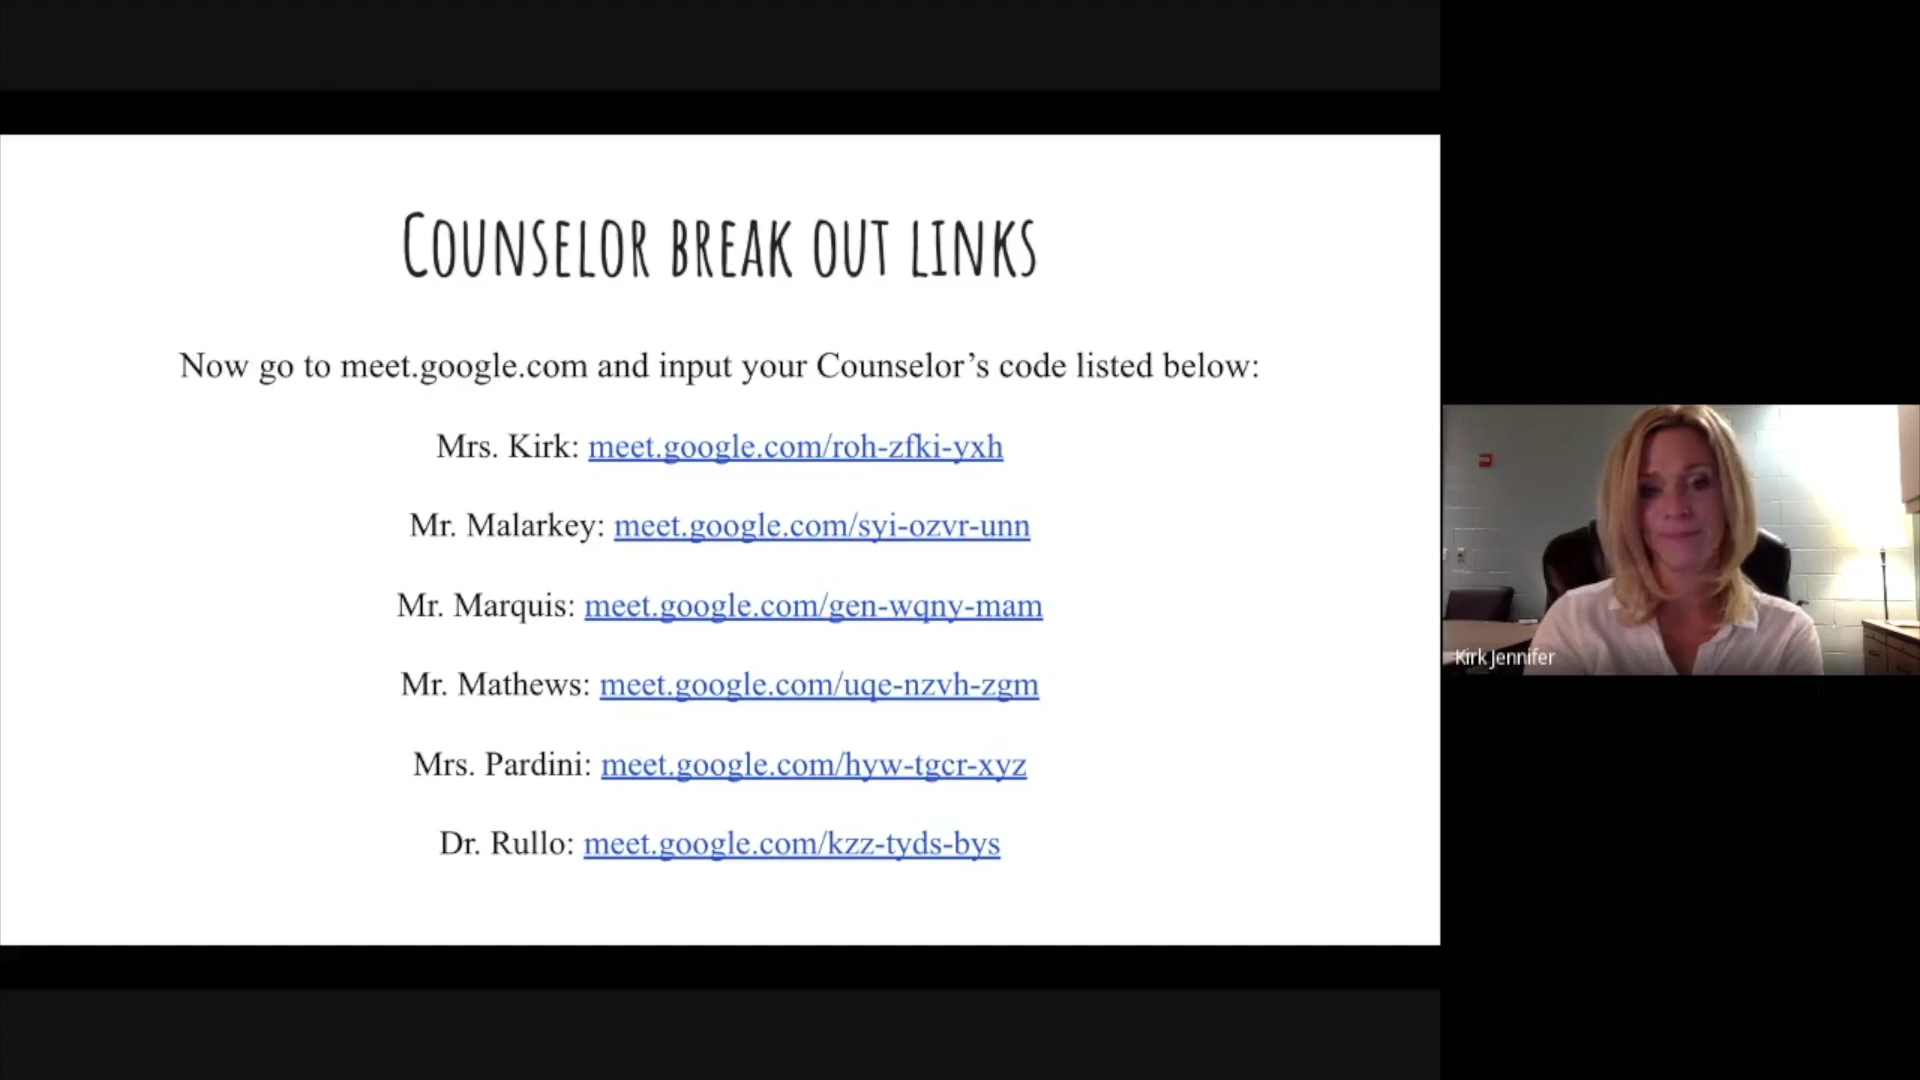 Counselor break out links
Now go to meet.google.com and input your Counselor’s code listed below:
Mrs. Kirk: meet.google.com/roh-zfki-yxh
Mr. Malarkey: meet.google.com/syi-ozvr-unn
Mr. Marquis: meet.google.com/gen-wqny-mam
Mr. Mathews: meet.google.com/uqe-nzvh-zgm
Mrs. Pardini: meet.google.com/hyw-tgcr-xyz
Dr. Rullo: meet.google.com/kzz-tyds-bys
Kirk Jennifer